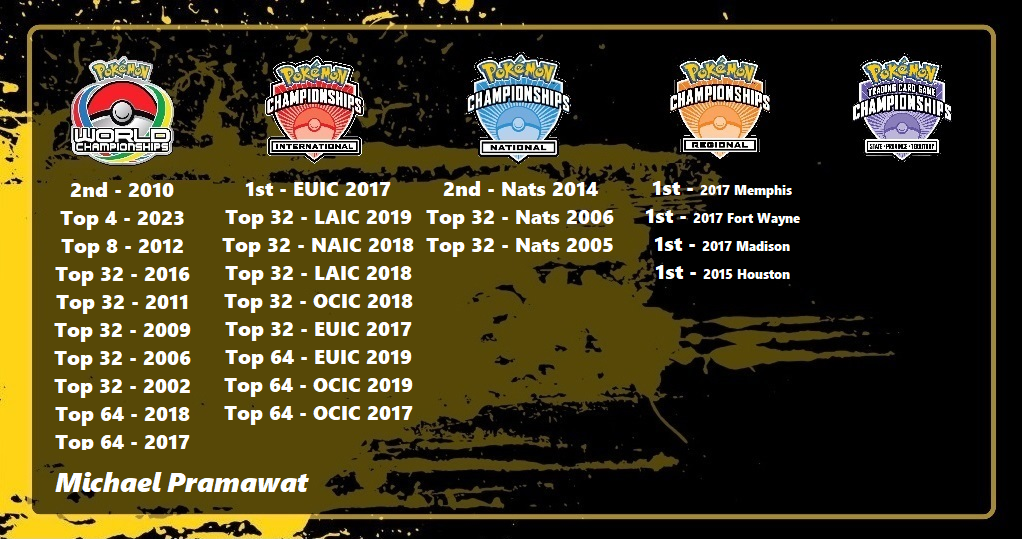 Pokémon
WORLD
CHAMPIONSHIPS
2nd - 2010
Top 4 - 2023
Top 8 - 2012
Top 32 - 2016
Top 32 - 2011
Top 32 - 2009
Top 32 - 2006
Top 32 - 2002
Top 64 - 2018
Top 64 - 2017
Pokémon
CHAMPIONSHIPS
INTERNATIONAL
1st - EUIC 2017
Top 32 - LAIC 2019
Top 32 - NAIC 2018
Top 32 - LAIC 2018
Top 32 - OCIC 2018
Top 32 - EUIC 2017
Top 64 - EUIC 2019
Top 64 - OCIC 2019
Top 64 - OCIC 2017
Pokémon
CHAMPIONSHIPS
NATIONAL
2nd - Nats 2014
Top 32 - Nats 2006
Top 32 - Nats 2005
Pokémon
CHAMPIONSHIPS
REGIONAL
1st - 2017 Memphis
1st - 2017 Fort Wayne
1st - 2017 Madison
1st - 2015 Houston
Pokémon
TRADING CARD GAME
CHAMPIONSHIPS
STATE • PROVINCE • TERRITORY
Michael Pramawat